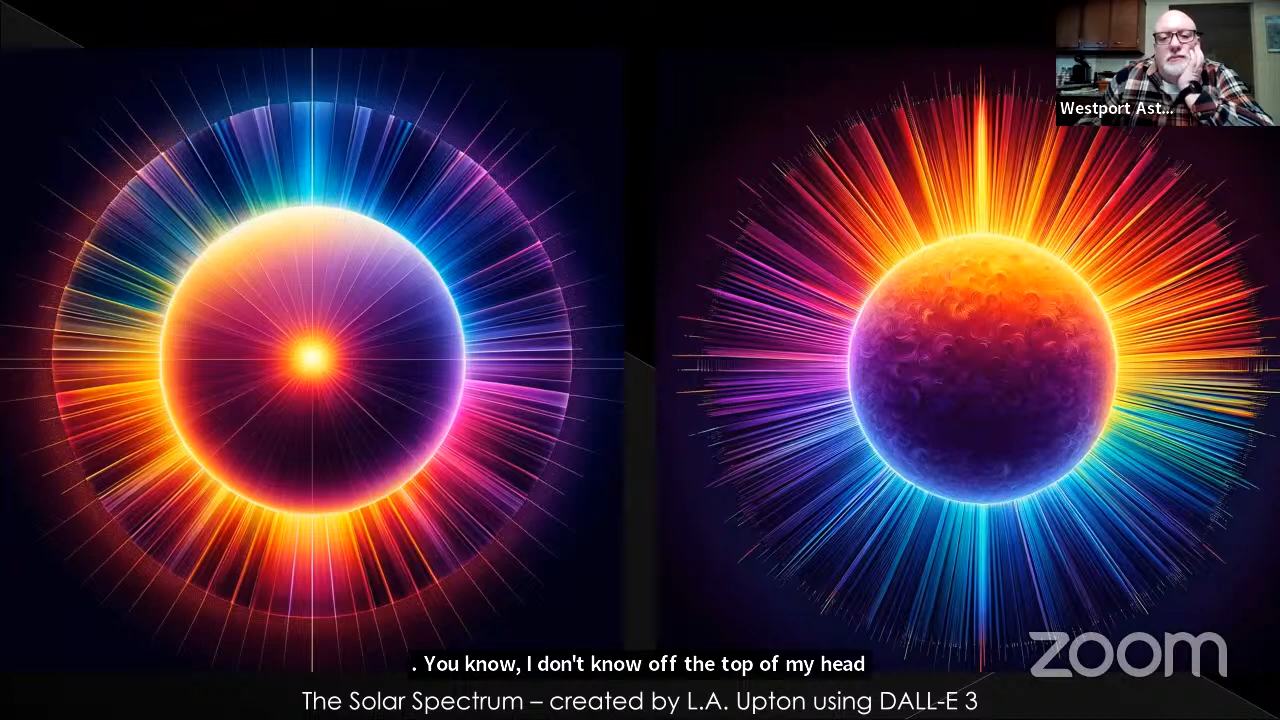 Westport Ast...
. You know, I don't know off the top of my head
zoom
The Solar Spectrum – created by L.A. Upton using DALL-E 3